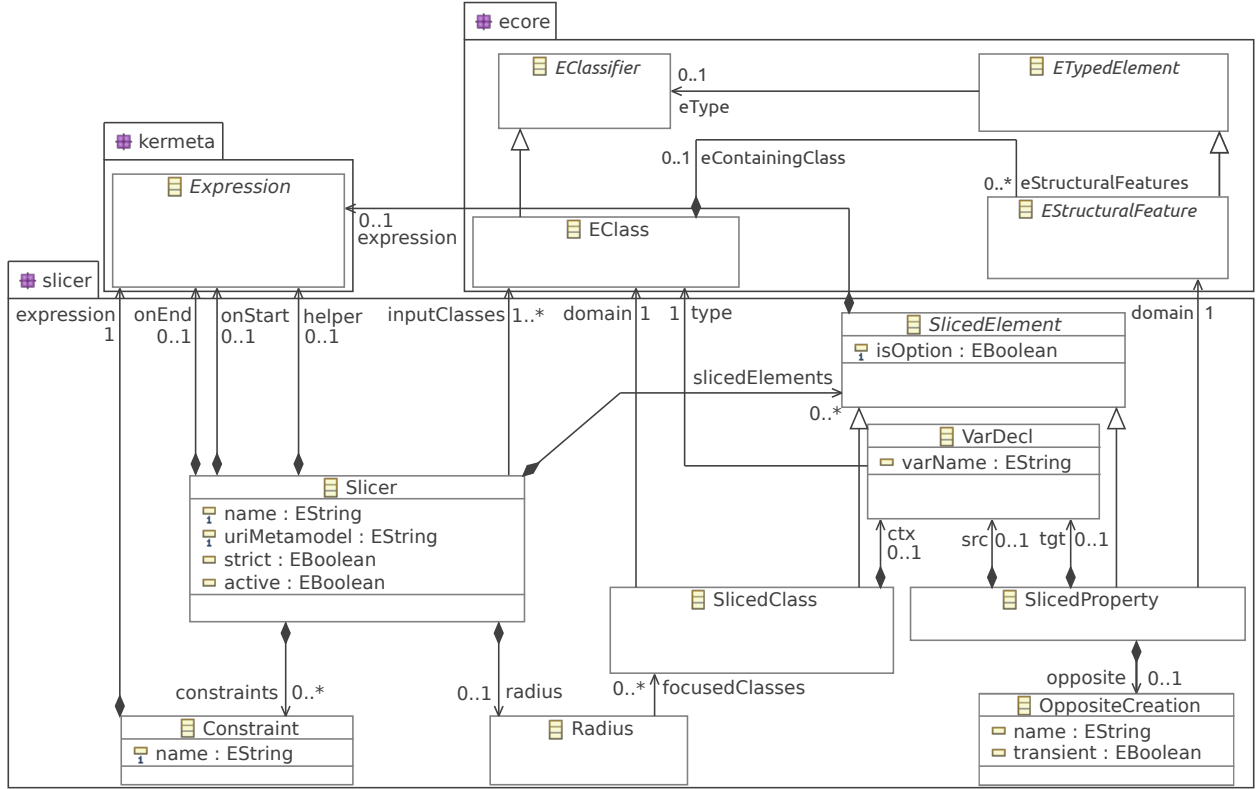 ecore
EClassifier
ETypedElement
0..1
eType
kermeta
0..1
eContainingClass
Expression
0..*
eStructuralFeatures
EStructuralFeature
0..1
expression
EClass
slicer
expression
1
onEnd
0..1
onStart
0..1
helper
0..1
inputClasses
1..*
domain
1
1
type
domain
1
SlicedElement
1
isOption : EBoolean
slicedElements
0..*
VarDecl
varName : EString
Slicer
1
name : EString
1
uriMetamodel : EString
strict : EBoolean
active : EBoolean
ctx
0..1
src
0..1
tgt
0..1
SlicedClass
SlicedProperty
constraints
0..*
0..1
radius
0..*
focusedClasses
opposite
0..1
Constraint
1
name : EString
Radius
OppositeCreation
name : EString
transient : EBoolean